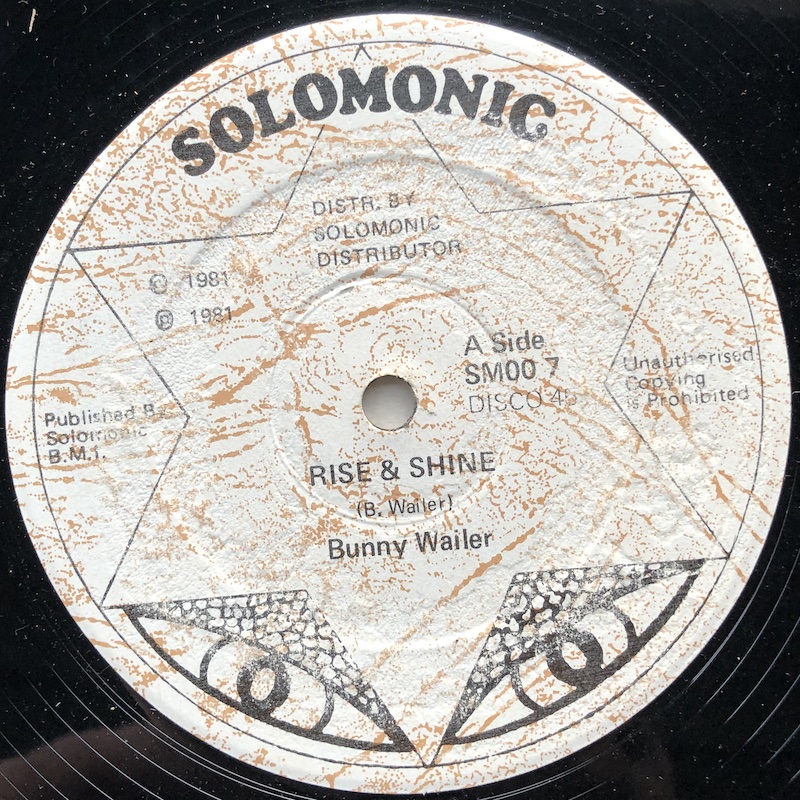 SOLOMONIC
DISTR. BY
SOLOMONIC
DISTRIBUTOR
© 1981
℗ 1981
A Side
SM00 7
DISCO 45
Unauthorised
Copying
is Prohibited
Published By
Solomonic
B.M.I.
RISE & SHINE
(B. Wailer)
Bunny Wailer